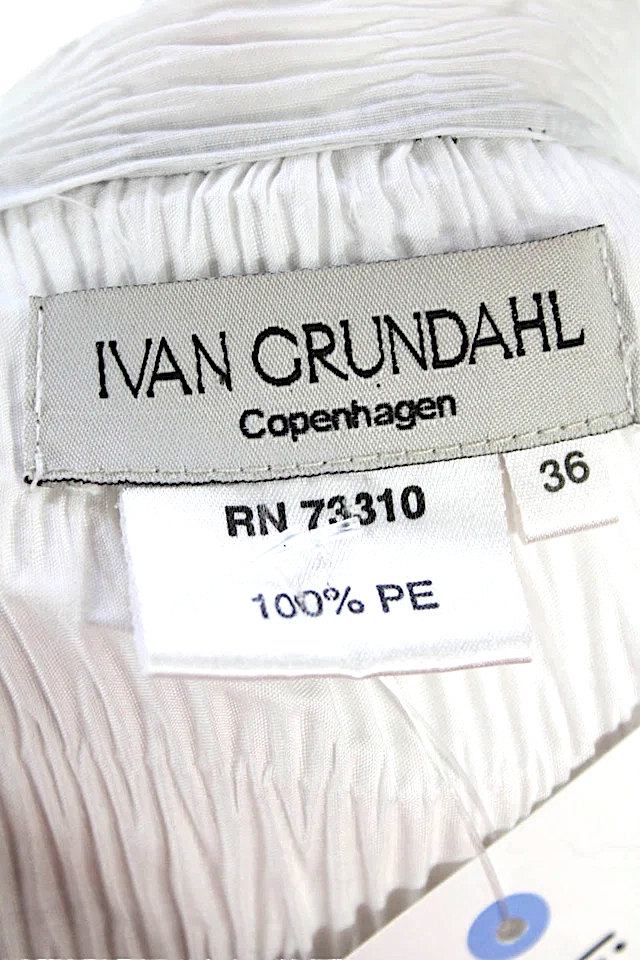 IVAN GRUNDAHL
Copenhagen
36
RN 73310
100% PE